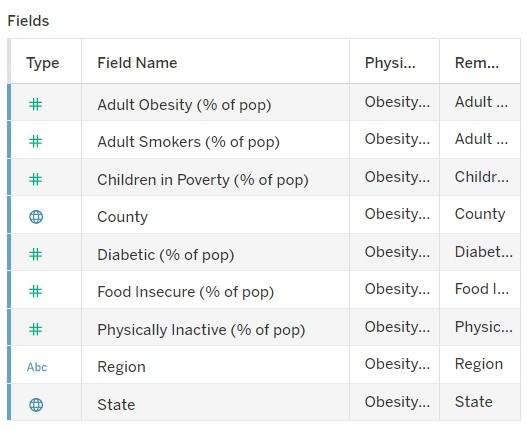 Fields
Type Field Name Physi... Rem...
# Adult Obesity (% of pop) Obesity... Adult ...
# Adult Smokers (% of pop) Obesity... Adult ...
# Children in Poverty (% of pop) Obesity... Childr...
County Obesity... County
# Diabetic (% of pop) Obesity... Diabet...
# Food Insecure (% of pop) Obesity... Food I...
# Physically Inactive (% of pop) Obesity... Physic...
Abc Region Obesity... Region
State Obesity... State